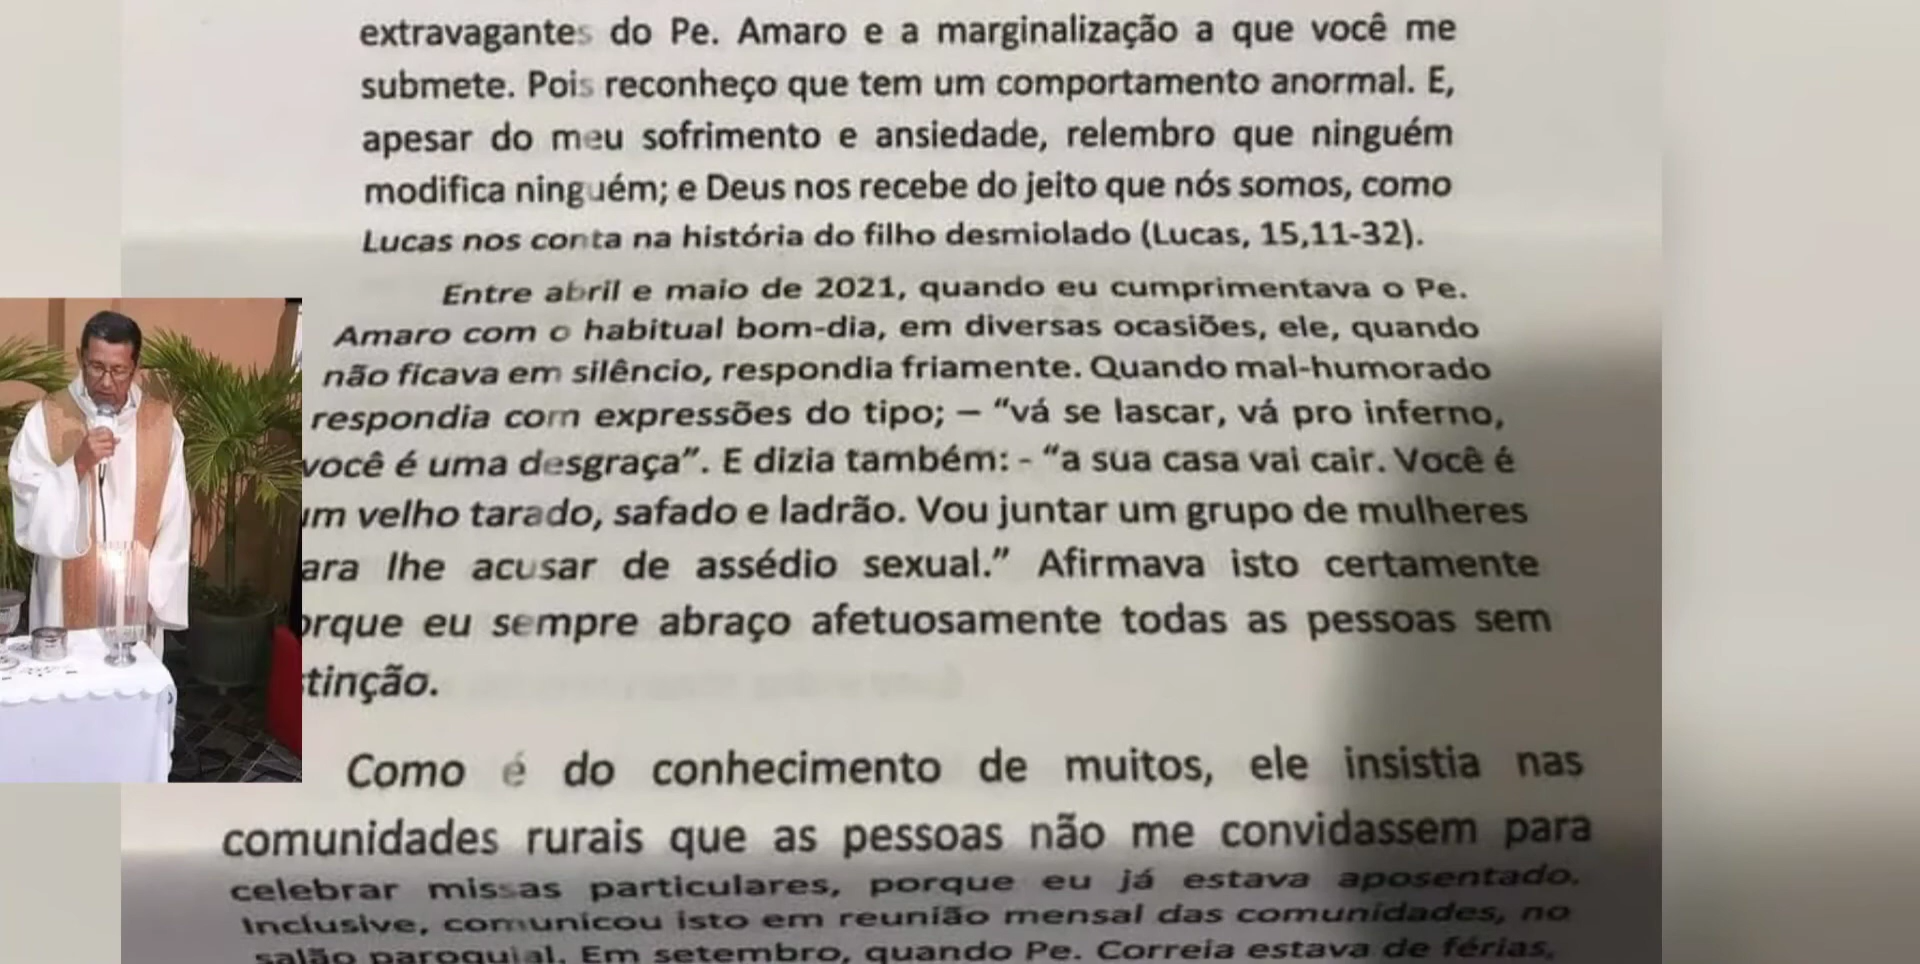 extravagantes do Pe. Amaro e a marginalização a que você me
submete. Pois reconheço que tem um comportamento anormal. E,
apesar do meu sofrimento e ansiedade, relembro que ninguém
modifica ninguém; e Deus nos recebe do jeito que nós somos, como
Lucas nos conta na história do filho desmiolado (Lucas, 15,11-32).
Entre abril e maio de 2021, quando eu cumprimentava o Pe.
Amaro com o habitual bom-dia, em diversas ocasiões, ele, quando
não ficava em silêncio, respondia friamente. Quando mal-humorado
respondia com expressões do tipo; – “vá se lascar, vá pro inferno,
você é uma desgraça”. E dizia também: - “a sua casa vai cair. Você é
um velho tarado, safado e ladrão. Vou juntar um grupo de mulheres
ara lhe acusar de assédio sexual.” Afirmava isto certamente
orque eu sempre abraço afetuosamente todas as pessoas sem
tinção.
Como é do conhecimento de muitos, ele insistia nas
comunidades rurais que as pessoas não me convidassem para
celebrar missas particulares, porque eu já estava aposentado.
Inclusive, comunicou isto em reunião mensal das comunidades, no
salão paroquial. Em setembro, quando Pe. Correia estava de férias,